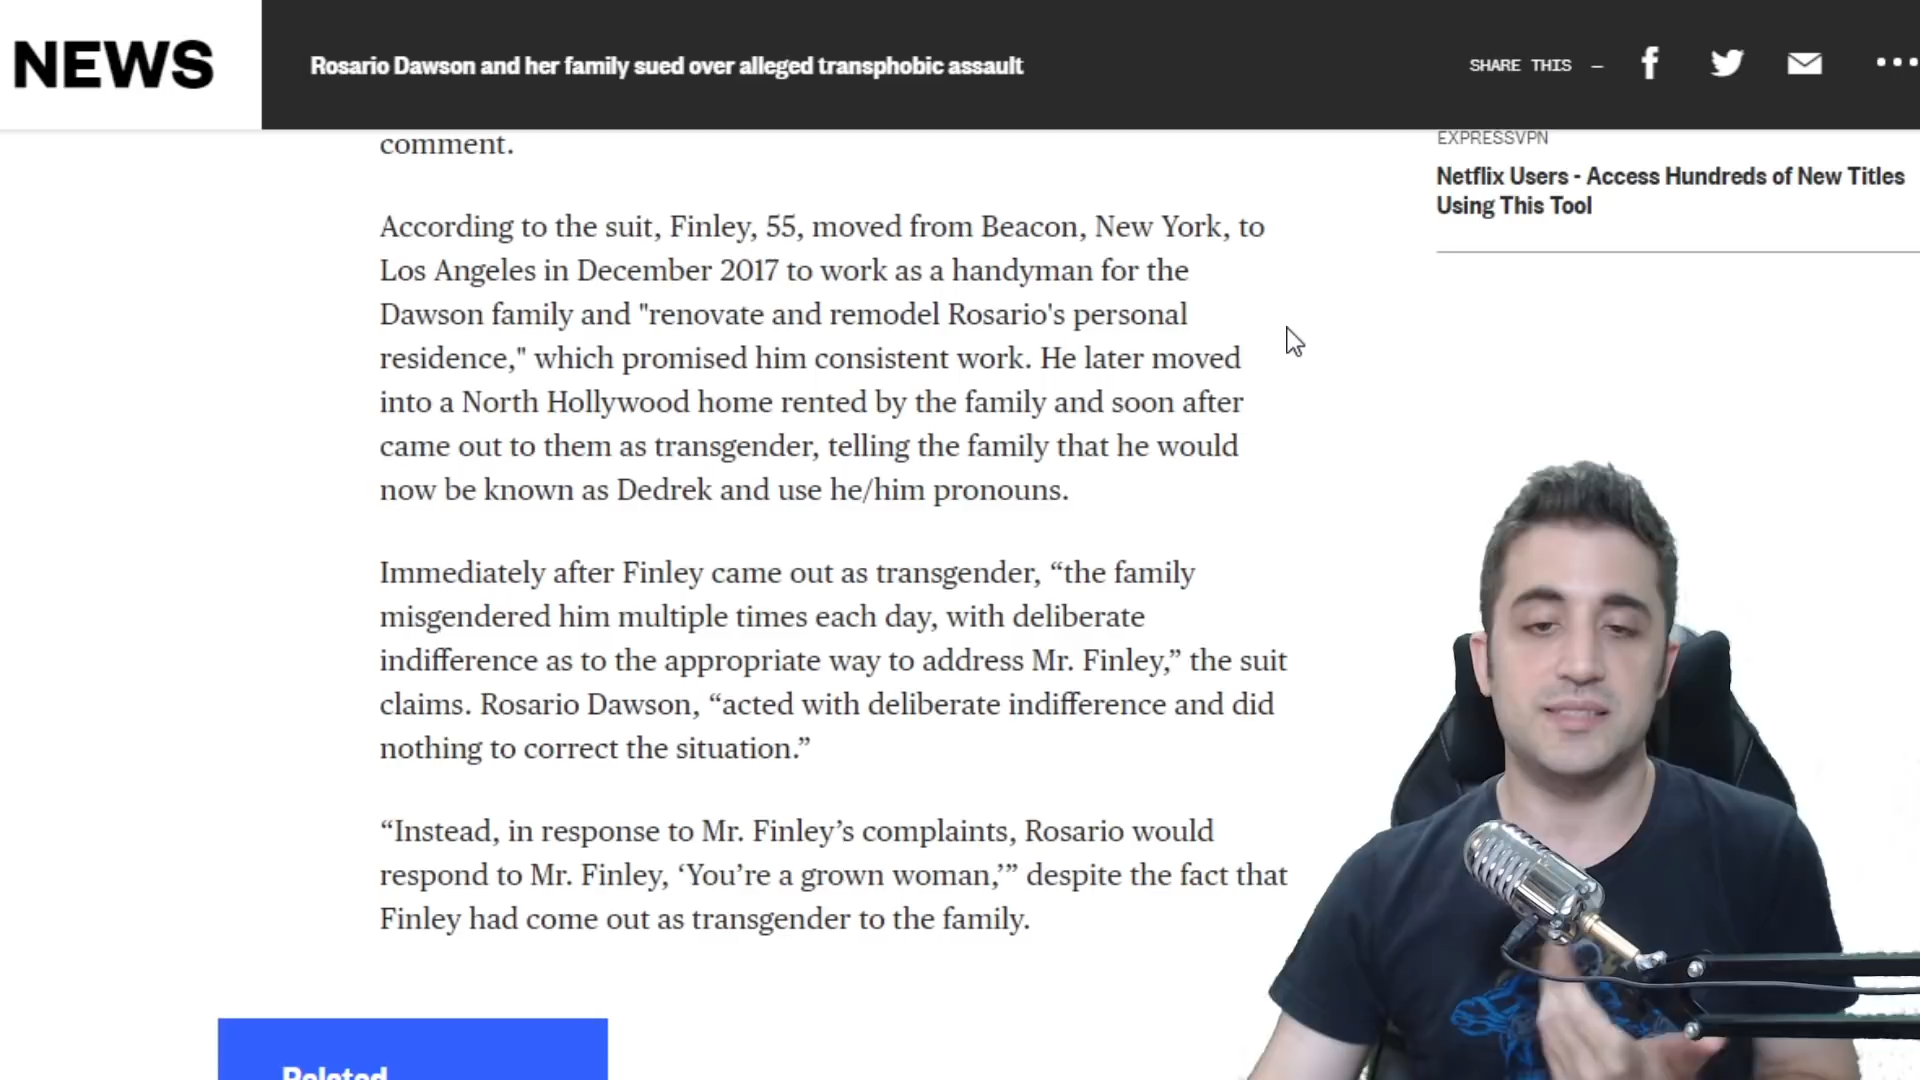 NEWS
Rosario Dawson and her family sued over alleged transphobic assault
SHARE THIS –
comment.
EXPRESSVPN
Netflix Users - Access Hundreds of New Titles
Using This Tool
According to the suit, Finley, 55, moved from Beacon, New York, to
Los Angeles in December 2017 to work as a handyman for the
Dawson family and "renovate and remodel Rosario's personal
residence," which promised him consistent work. He later moved
into a North Hollywood home rented by the family and soon after
came out to them as transgender, telling the family that he would
now be known as Dedrek and use he/him pronouns.
Immediately after Finley came out as transgender, “the family
misgendered him multiple times each day, with deliberate
indifference as to the appropriate way to address Mr. Finley,” the suit
claims. Rosario Dawson, “acted with deliberate indifference and did
nothing to correct the situation.”
“Instead, in response to Mr. Finley’s complaints, Rosario would
respond to Mr. Finley, ‘You’re a grown woman,’” despite the fact that
Finley had come out as transgender to the family.
Related